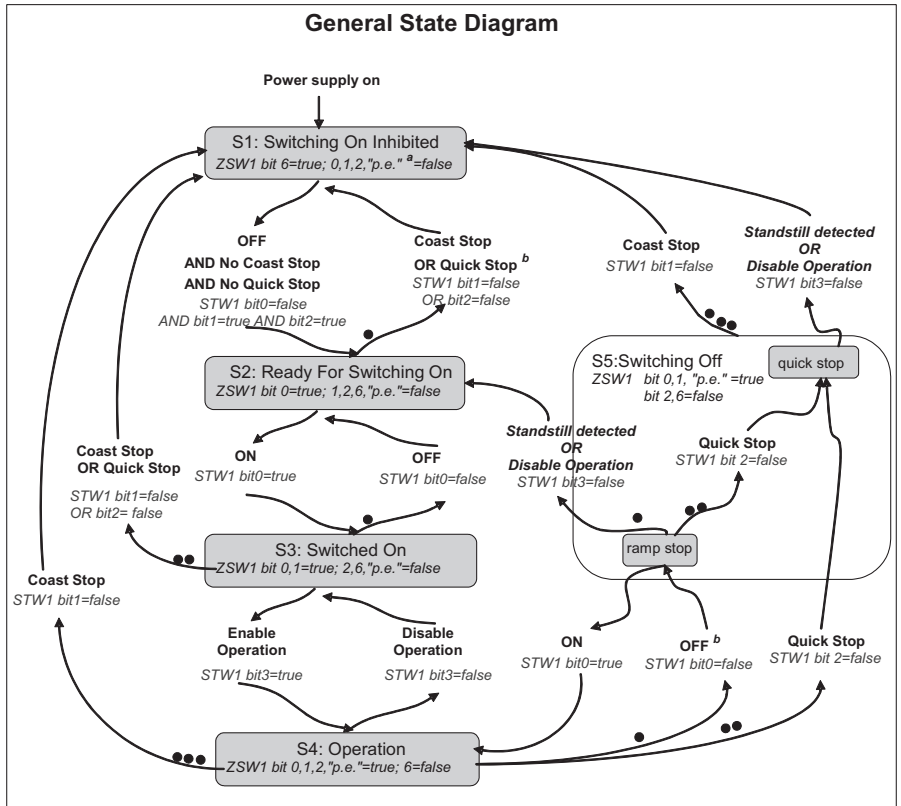 General State Diagram
Power supply on
S1: Switching On Inhibited
ZSW1 bit 6=true; 0,1,2,"p.e." a =false
OFF
AND No Coast Stop
AND No Quick Stop
STW1 bit0=false
AND bit1=true AND bit2=true
Coast Stop
OR Quick Stop b
STW1 bit1=false
OR bit2=false
Coast Stop
STW1 bit1=false
Standstill detected
OR
Disable Operation
STW1 bit3=false
S2: Ready For Switching On
ZSW1 bit 0=true; 1,2,6,"p.e."=false
S5:Switching Off
ZSW1 bit 0,1, "p.e." =true
bit 2,6=false
quick stop
Coast Stop
OR Quick Stop
STW1 bit1=false
OR bit2= false
ON
STW1 bit0=true
OFF
STW1 bit0=false
Standstill detected
OR
Disable Operation
STW1 bit3=false
Quick Stop
STW1 bit 2=false
S3: Switched On
ZSW1 bit 0,1=true; 2,6,"p.e."=false
ramp stop
Coast Stop
STW1 bit1=false
Enable
Operation
STW1 bit3=true
Disable
Operation
STW1 bit3=false
ON
STW1 bit0=true
OFF b
STW1 bit0=false
Quick Stop
STW1 bit 2=false
S4: Operation
ZSW1 bit 0,1,2,"p.e."=true; 6=false